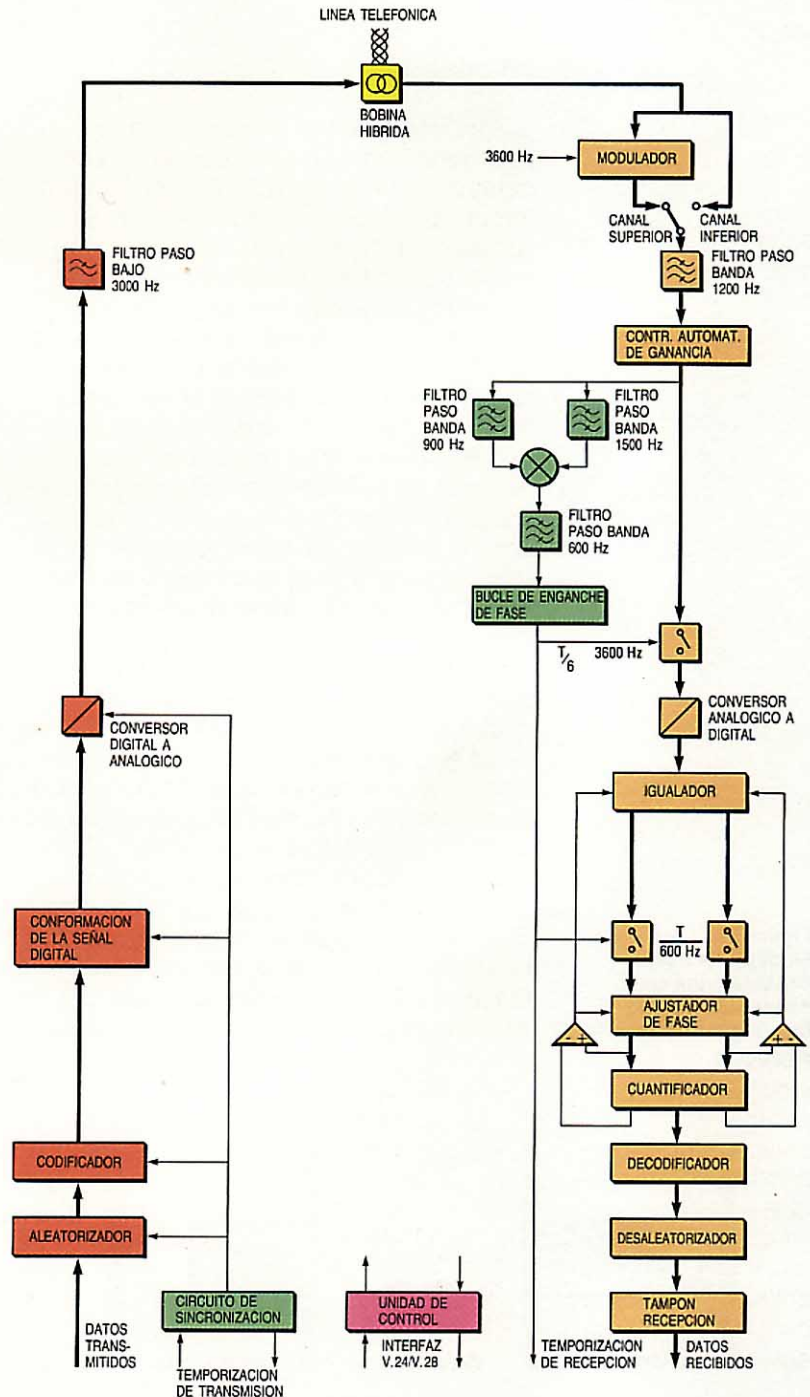 LINEA TELEFONICA
BOBINA
HIBRIDA
3600 Hz
MODULADOR
CANAL
SUPERIOR
CANAL
INFERIOR
FILTRO PASO
BAJO
3000 Hz
FILTRO PASO
BANDA
1200 Hz
CONTR. AUTOMAT.
DE GANANCIA
FILTRO
PASO
BANDA
900 Hz
FILTRO
PASO
BANDA
1500 Hz
FILTRO
PASO BANDA
600 Hz
BUCLE DE ENGANCHE
DE FASE
T/6
3600 Hz
CONVERSOR
DIGITAL A
ANALOGICO
CONVERSOR
ANALOGICO A
DIGITAL
IGUALADOR
CONFORMACION
DE LA SEÑAL
DIGITAL
T
600 Hz
AJUSTADOR
DE FASE
- +
+ -
CUANTIFICADOR
CODIFICADOR
DECODIFICADOR
ALEATORIZADOR
DESALEATORIZADOR
CIRCUITO DE
SINCRONIZACION
UNIDAD DE
CONTROL
TAMPON
RECEPCION
DATOS
TRANS-
MITIDOS
TEMPORIZACION
DE TRANSMISION
INTERFAZ
V.24/V.28
TEMPORIZACION
DE RECEPCION
DATOS
RECIBIDOS